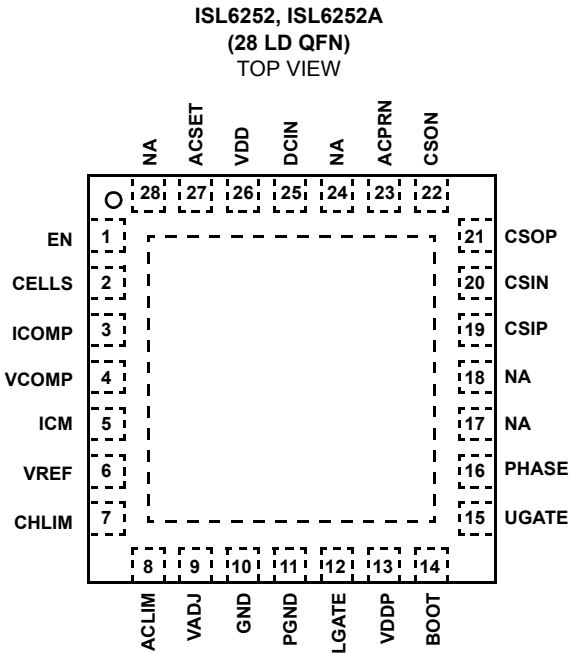 ISL6252, ISL6252A
(28 LD QFN)
TOP VIEW
NA
ACSET
VDD
DCIN
NA
ACPRN
CSON
28 27 26 25 24 23 22
EN 1
21 CSOP
CELLS 2
20 CSIN
ICOMP 3
19 CSIP
VCOMP 4
18 NA
ICM 5
17 NA
VREF 6
16 PHASE
CHLIM 7
15 UGATE
8 9 10 11 12 13 14
ACLIM
VADJ
GND
PGND
LGATE
VDDP
BOOT